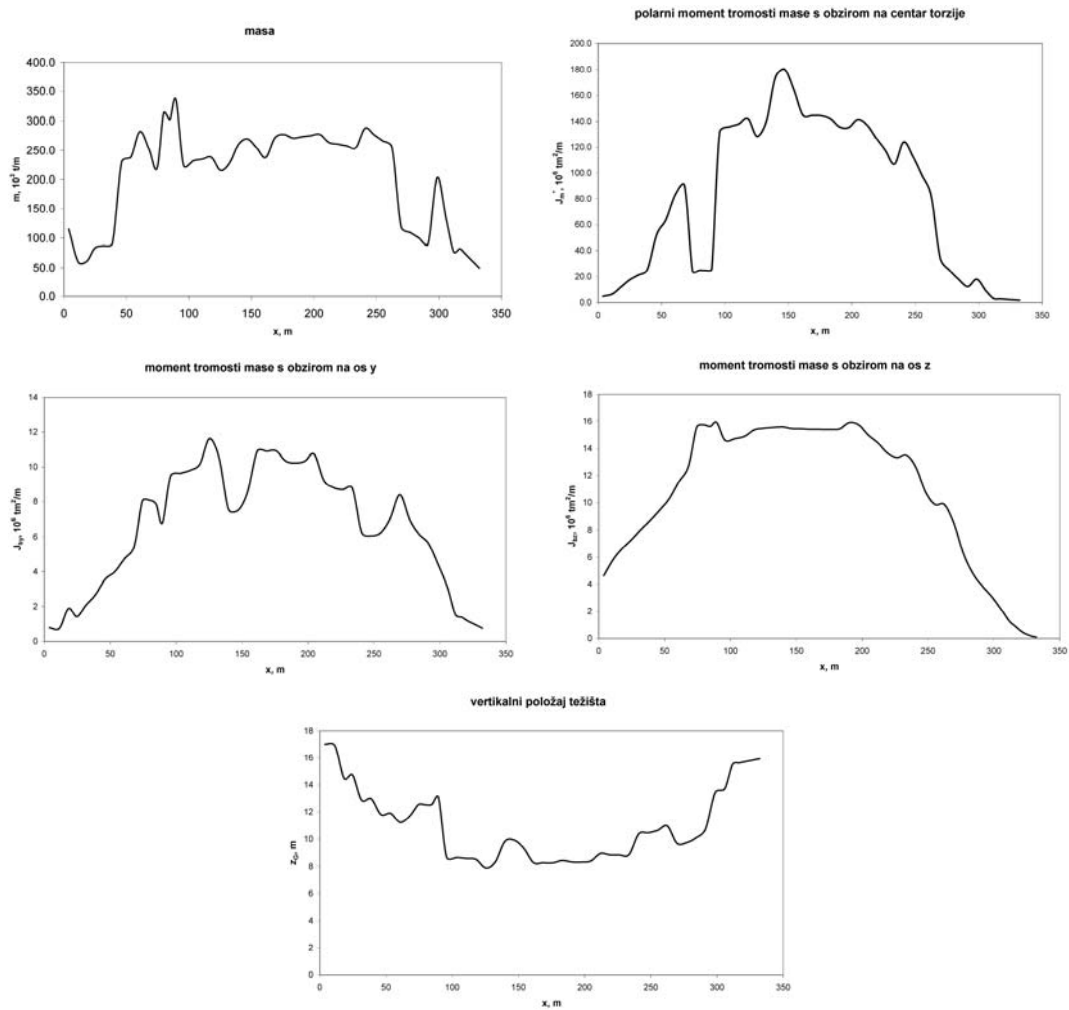 masa
400.0
350.0
300.0
250.0
200.0
150.0
100.0
50.0
0.0
m, 10³ t/m
0 50 100 150 200 250 300 350
x, m
polarni moment tromosti mase s obzirom na centar torzije
200.0
180.0
160.0
140.0
120.0
100.0
80.0
60.0
40.0
20.0
0.0
0 50 100 150 200 250 300 350
x, m
moment tromosti mase s obzirom na os y
14
12
10
8
6
4
2
0
0 50 100 150 200 250 300 350
x, m
moment tromosti mase s obzirom na os z
18
16
14
12
10
8
6
4
2
0
0 50 100 150 200 250 300 350
x, m
vertikalni položaj težišta
18
16
14
12
10
8
6
4
2
0
z_G, m
0 50 100 150 200 250 300 350
x, m